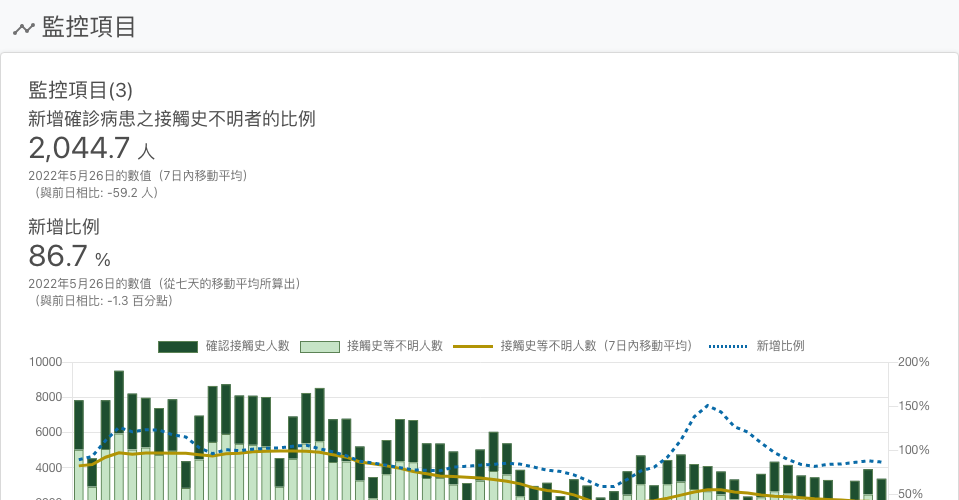 監控項目
監控項目(3)
新增確診病患之接觸史不明者的比例
2,044.7 人
2022年5月26日的數值（7日內移動平均）
（與前日相比: -59.2 人）
新增比例
86.7 %
2022年5月26日的數值（從七天的移動平均所算出）
（與前日相比: -1.3 百分點）
確認接觸史人數 接觸史等不明人數 接觸史等不明人數（7日內移動平均） 新增比例
10000 200%
8000
150%
6000
100%
4000
50%